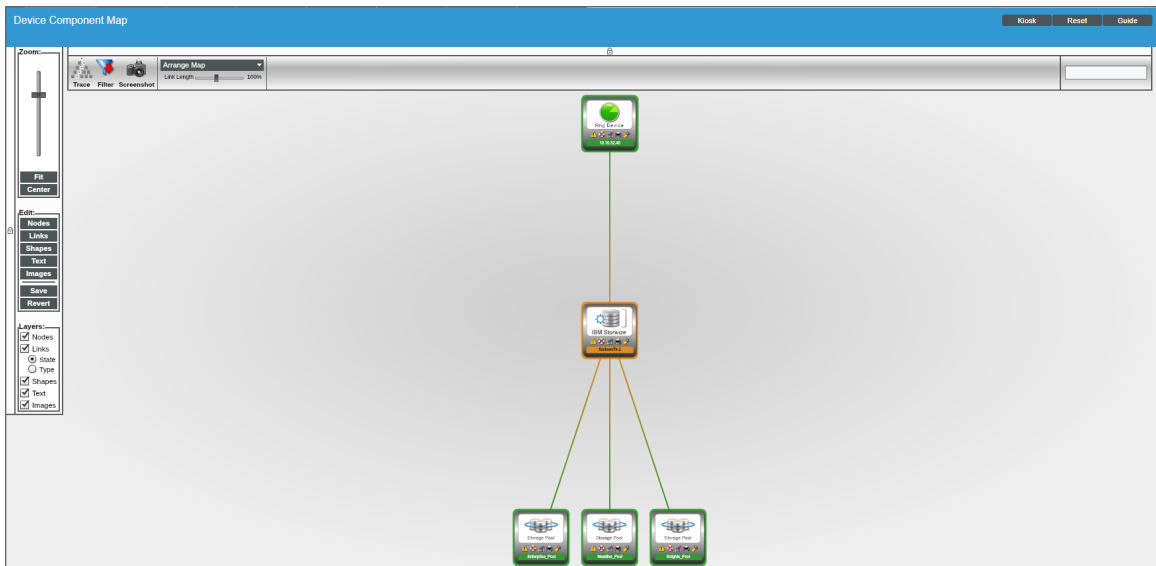 Device Component Map
Kiosk
Reset
Guide
Zoom:
Fit
Center
Edit:
Nodes
Links
Shapes
Text
Images
Save
Revert
Layers:
Nodes
Links
State
Type
Shapes
Text
Images
Trace
Filter
Screenshot
Arrange Map
Link Length
100%
Ping Device
IBM Storwize
Storage Pool
Enterprise_Pool
Storage Pool
Storage Pool